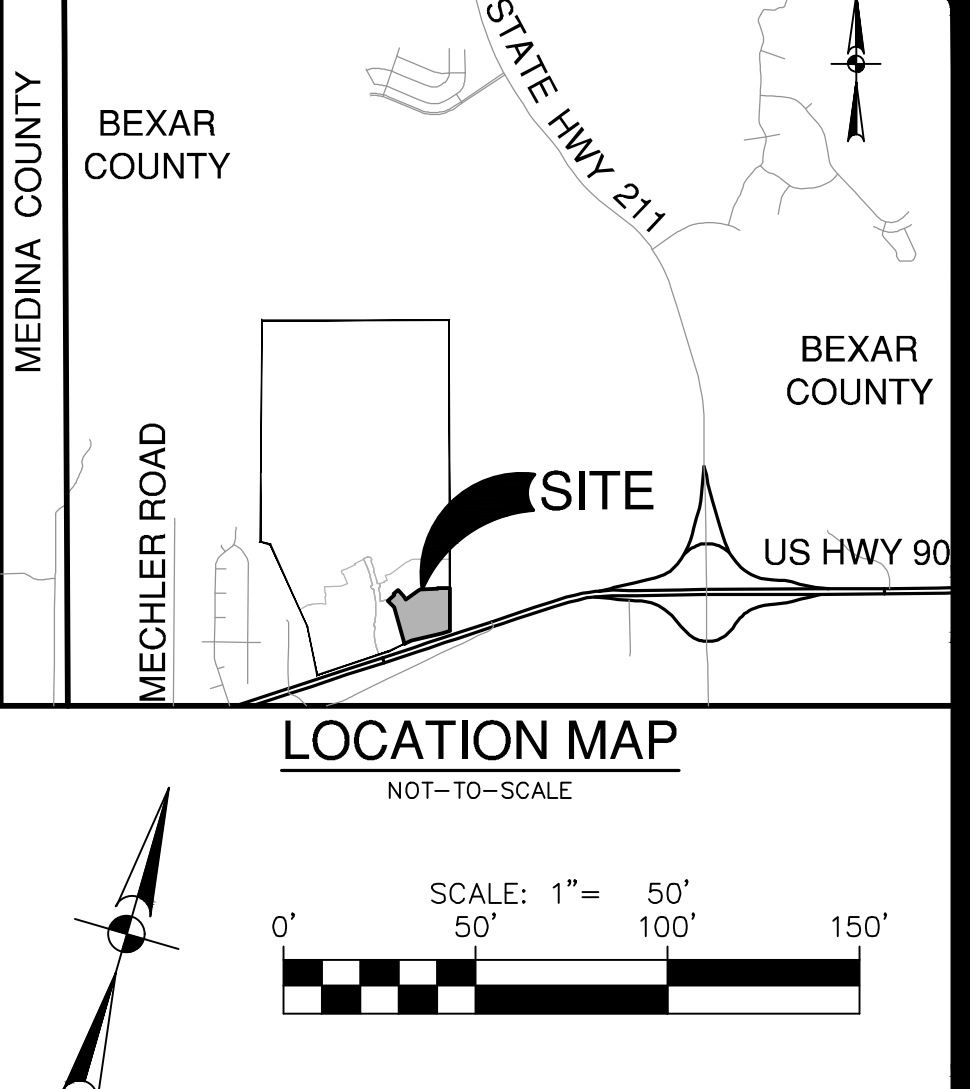 STATE HWY 211
MEDINA COUNTY
BEXAR
COUNTY
BEXAR
COUNTY
MECHLER ROAD
SITE
US HWY 90
LOCATION MAP
NOT-TO-SCALE
SCALE: 1"= 50'
0' 50' 100' 150'